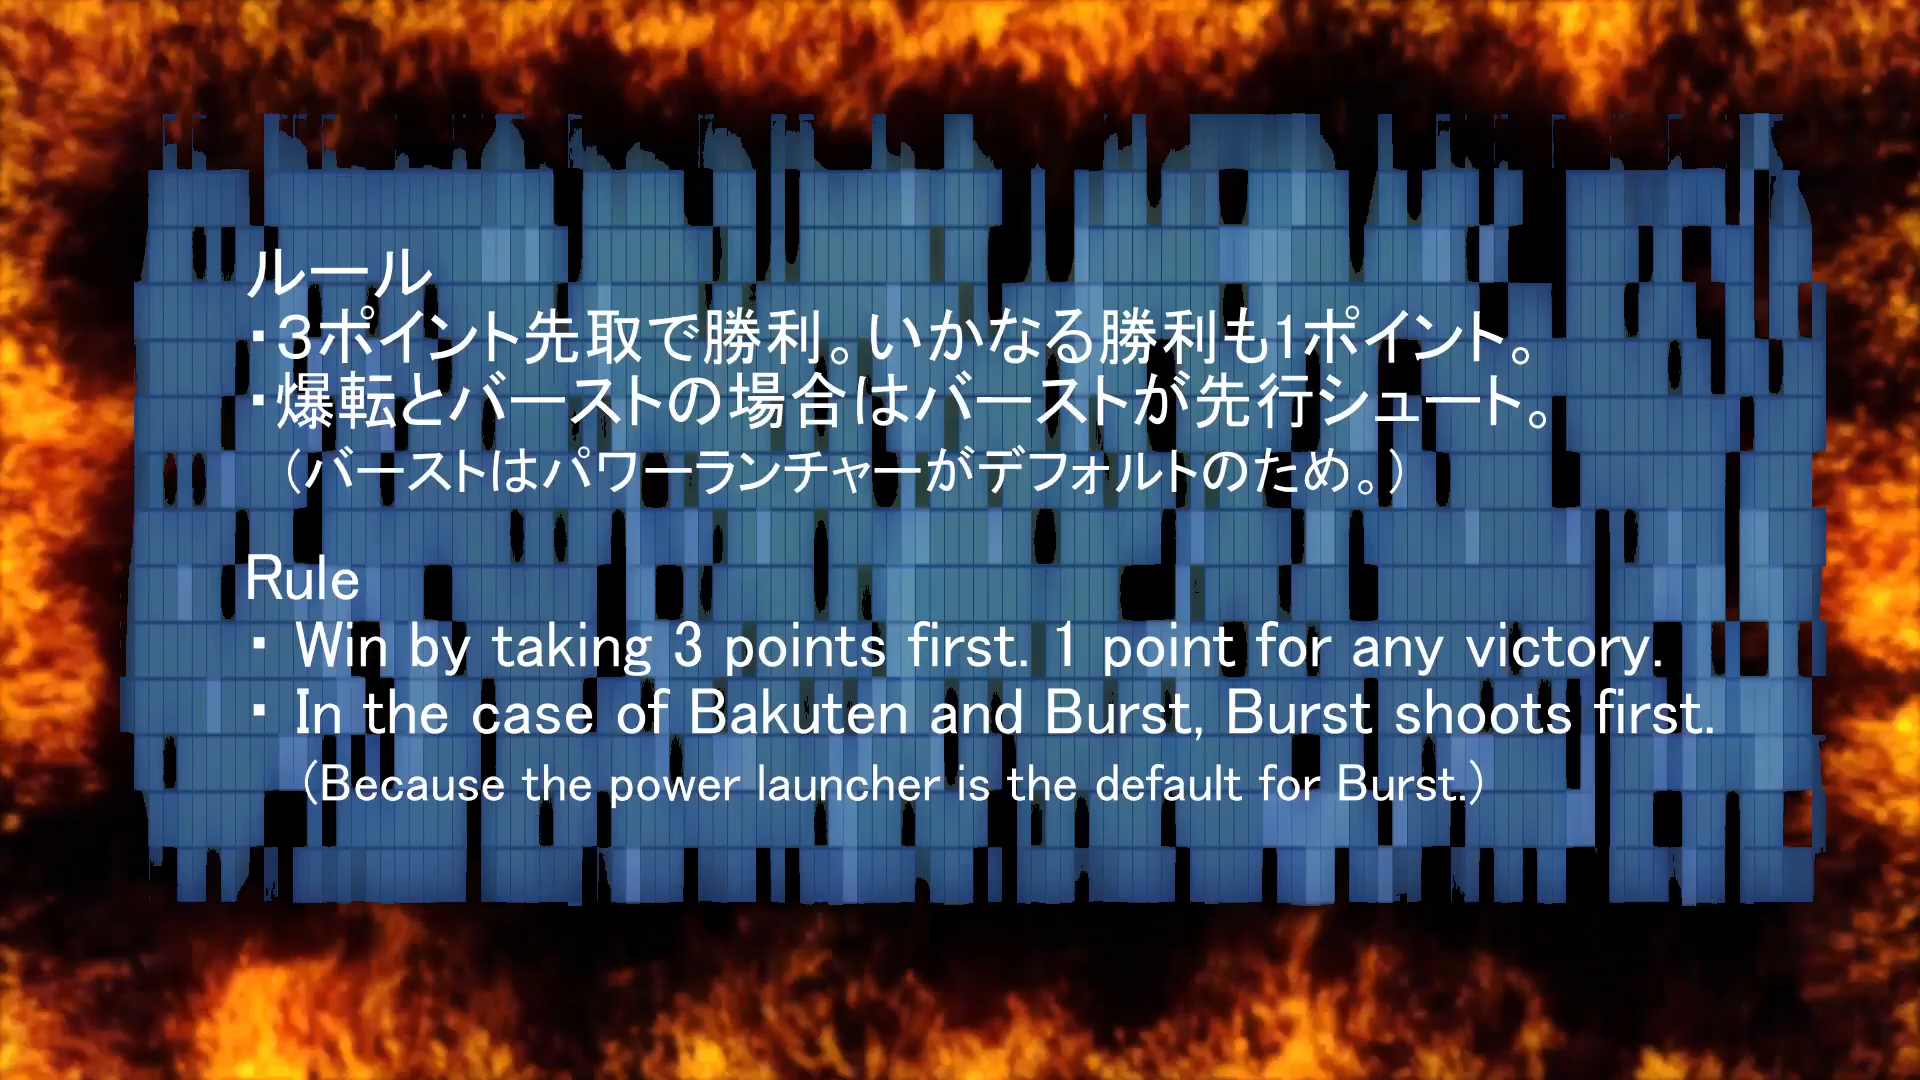 ルール
・３ポイント先取で勝利。いかなる勝利も1ポイント。
・爆転とバーストの場合はバーストが先行シュート。
（バーストはパワーランチャーがデフォルトのため。）
Rule
・ Win by taking 3 points first. 1 point for any victory.
・ In the case of Bakuten and Burst, Burst shoots first.
（Because the power launcher is the default for Burst.）